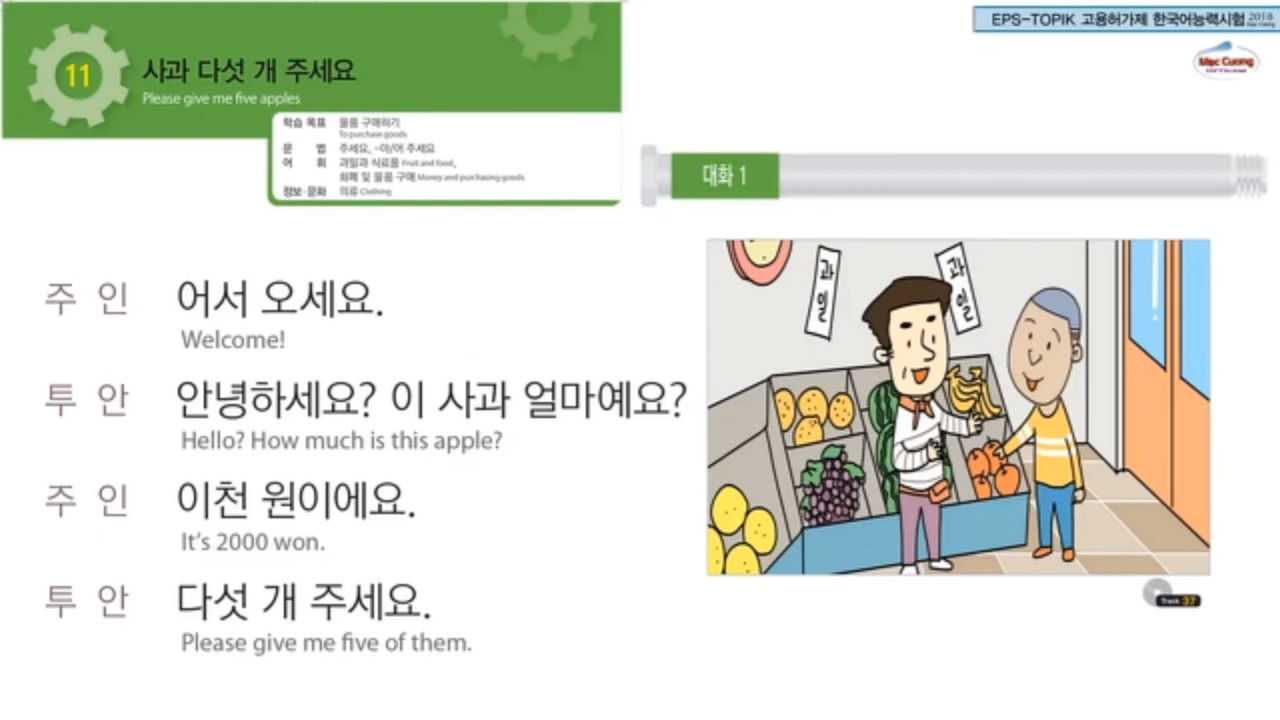 11
사과 다섯 개 주세요
Please give me five apples
학습 목표 물품 구매하기
To purchase goods
문 법 주세요, -아/어 주세요
어 휘 과일과 식료품 Fruit and food,
화폐 및 물품 구매 Money and purchasing goods
정보·문화 의류 Clothing
EPS-TOPIK 고용허가제 한국어능력시험 2018
Mạc Cương
대화 1
주 인 어서 오세요.
Welcome!
투 안 안녕하세요? 이 사과 얼마예요?
Hello? How much is this apple?
주 인 이천 원이에요.
It's 2000 won.
투 안 다섯 개 주세요.
Please give me five of them.
과일
과일
Track 37